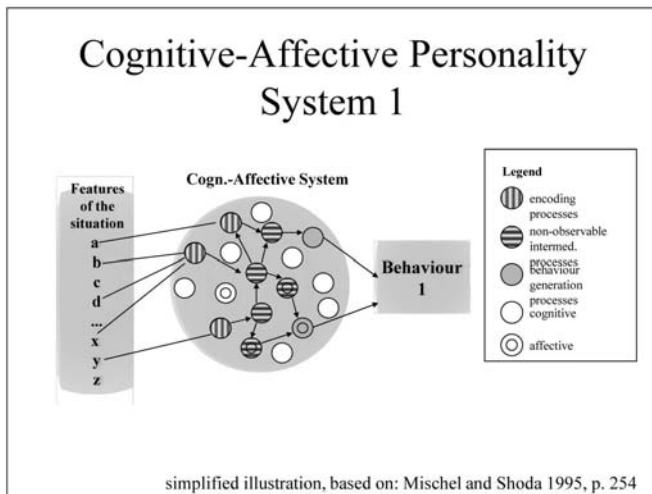 Cognitive-Affective Personality
System 1
Features
of the
situation
a
b
c
d
...
x
y
z
Cogn.-Affective System
Behaviour
1
Legend
encoding
processes
non-observable
intermed.
processes
behaviour
generation
processes
cognitive
affective
simplified illustration, based on: Mischel and Shoda 1995, p. 254